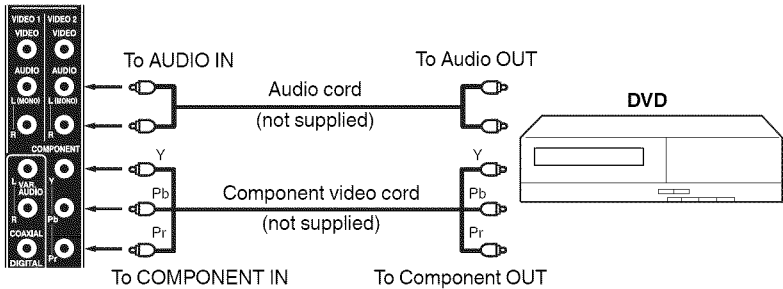 VIDEO 1 VIDEO 2
VIDEO VIDEO
AUDIO AUDIO
L (MONO) L (MONO)
R R
COMPONENT
L Y
VAR.
AUDIO
R Pb
COAXIAL
Pr
DIGITAL
To AUDIO IN
To Audio OUT
Audio cord
(not supplied)
DVD
Y Y
Pb Component video cord Pb
(not supplied)
Pr Pr
To COMPONENT IN
To Component OUT